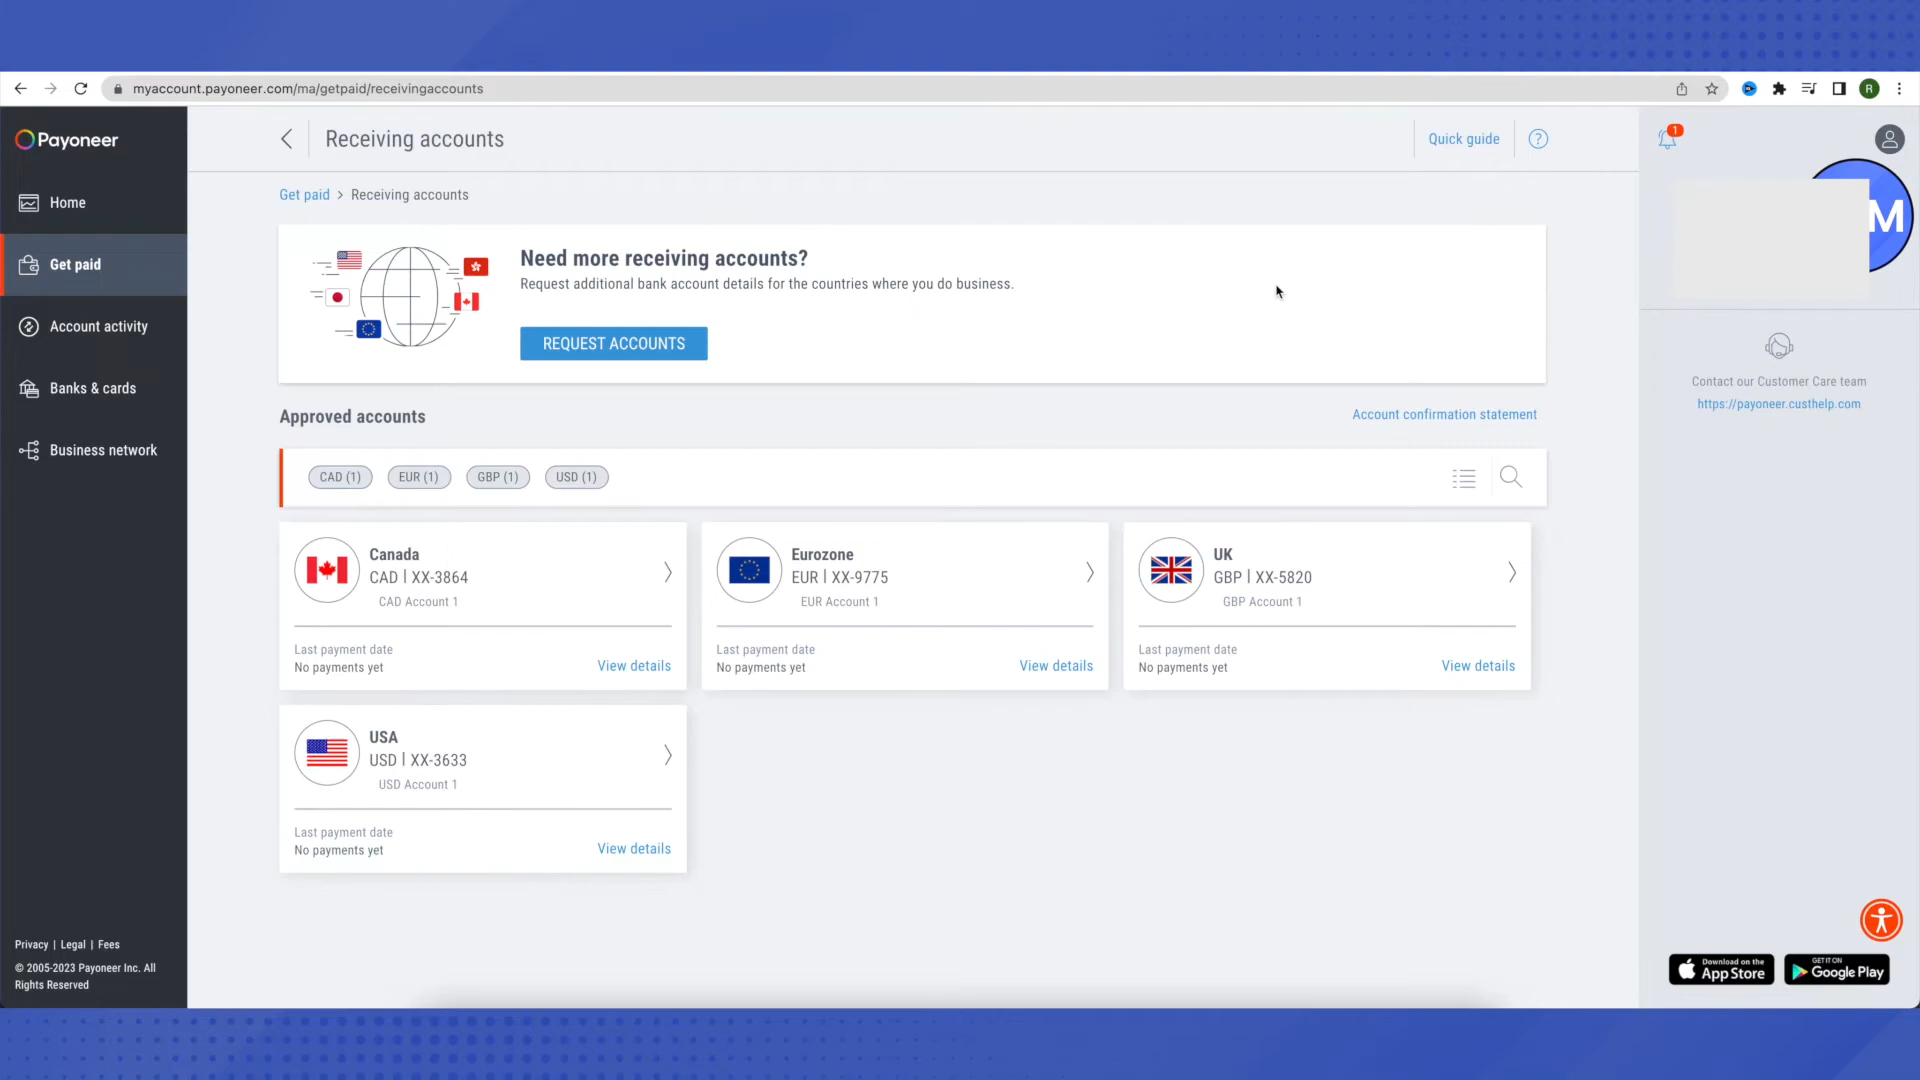 myaccount.payoneer.com/ma/getpaid/receivingaccounts
R
Payoneer
Home
Get paid
Account activity
Banks & cards
Business network
Privacy | Legal | Fees
© 2005-2023 Payoneer Inc. All
Rights Reserved
Receiving accounts
Quick guide
?
Get paid > Receiving accounts
Need more receiving accounts?
Request additional bank account details for the countries where you do business.
REQUEST ACCOUNTS
Approved accounts
Account confirmation statement
CAD (1)
EUR (1)
GBP (1)
USD (1)
Canada
CAD | XX-3864
CAD Account 1
Last payment date
No payments yet
View details
Eurozone
EUR | XX-9775
EUR Account 1
Last payment date
No payments yet
View details
UK
GBP | XX-5820
GBP Account 1
Last payment date
No payments yet
View details
USA
USD | XX-3633
USD Account 1
Last payment date
No payments yet
View details
1
M
Contact our Customer Care team
https://payoneer.custhelp.com
Download on the
App Store
GET IT ON
Google Play